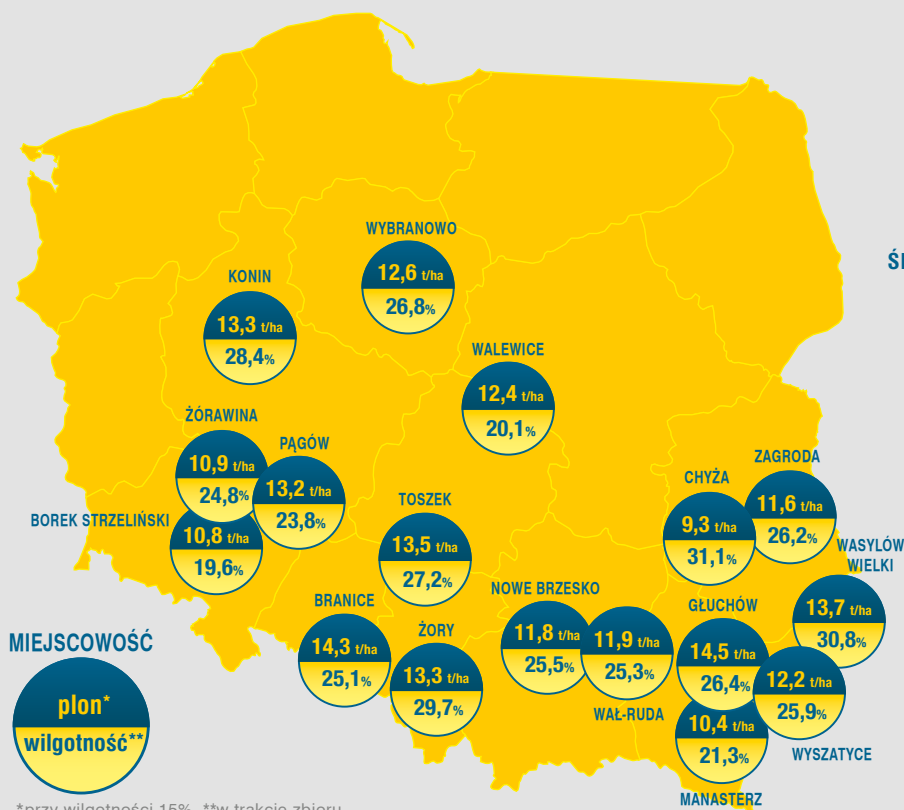 WYBRANOWO
12,6 t/ha
26,8%
KONIN
13,3 t/ha
28,4%
WALEWICE
12,4 t/ha
20,1%
ŻÓRAWINA
10,9 t/ha
24,8%
PĄGÓW
13,2 t/ha
23,8%
BOREK STRZELIŃSKI
10,8 t/ha
19,6%
TOSZEK
13,5 t/ha
27,2%
CHYŻA
9,3 t/ha
31,1%
ZAGRODA
11,6 t/ha
26,2%
WASYLÓW
WIELKI
13,7 t/ha
30,8%
BRANICE
14,3 t/ha
25,1%
ŻORY
13,3 t/ha
29,7%
NOWE BRZESKO
11,8 t/ha
25,5%
11,9 t/ha
25,3%
WAŁ-RUDA
GŁUCHÓW
14,5 t/ha
26,4%
12,2 t/ha
25,9%
WYSZATYCE
10,4 t/ha
21,3%
MANASTERZ
MIEJSCOWOŚĆ
plon*
wilgotność**
*przy wilgotności 15% **w trakcie zbioru